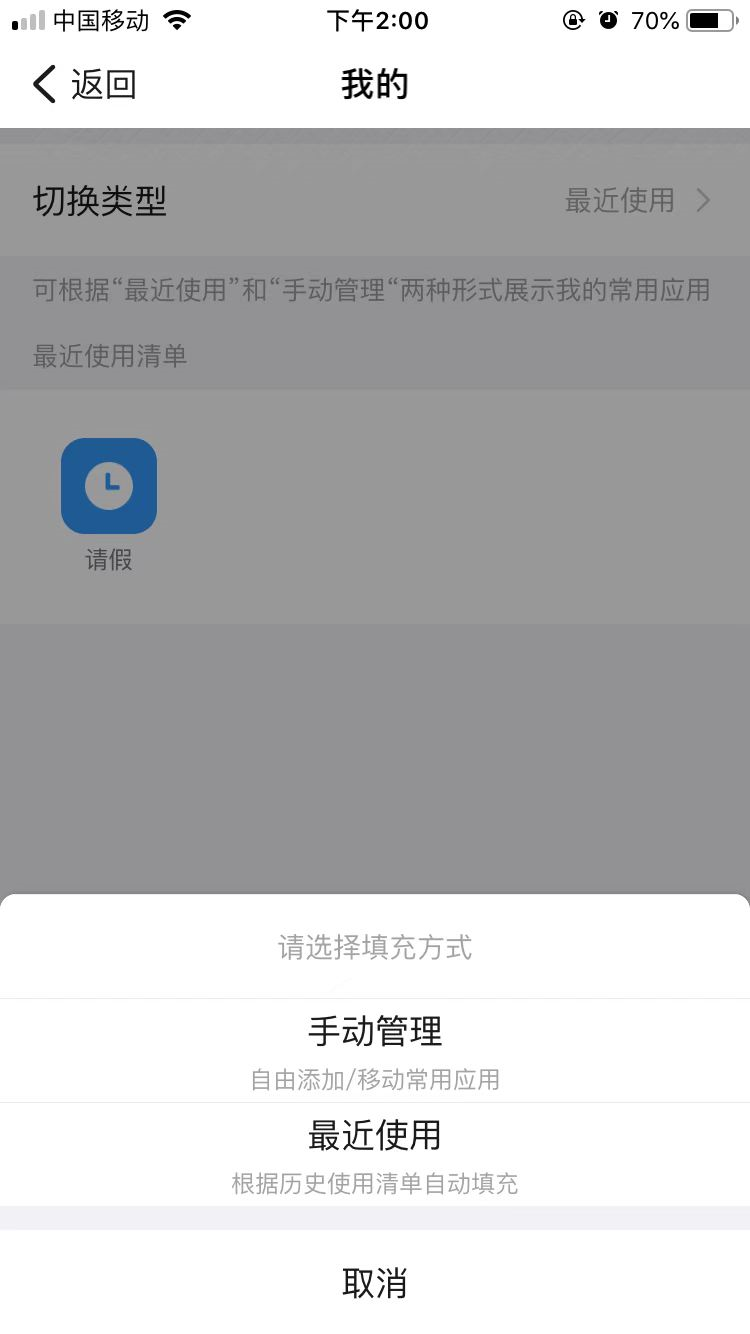 中国移动 下午2:00 70%
返回 我的
切换类型 最近使用
可根据“最近使用”和“手动管理“两种形式展示我的常用应用
最近使用清单
请假
请选择填充方式
手动管理
自由添加/移动常用应用
最近使用
根据历史使用清单自动填充
取消